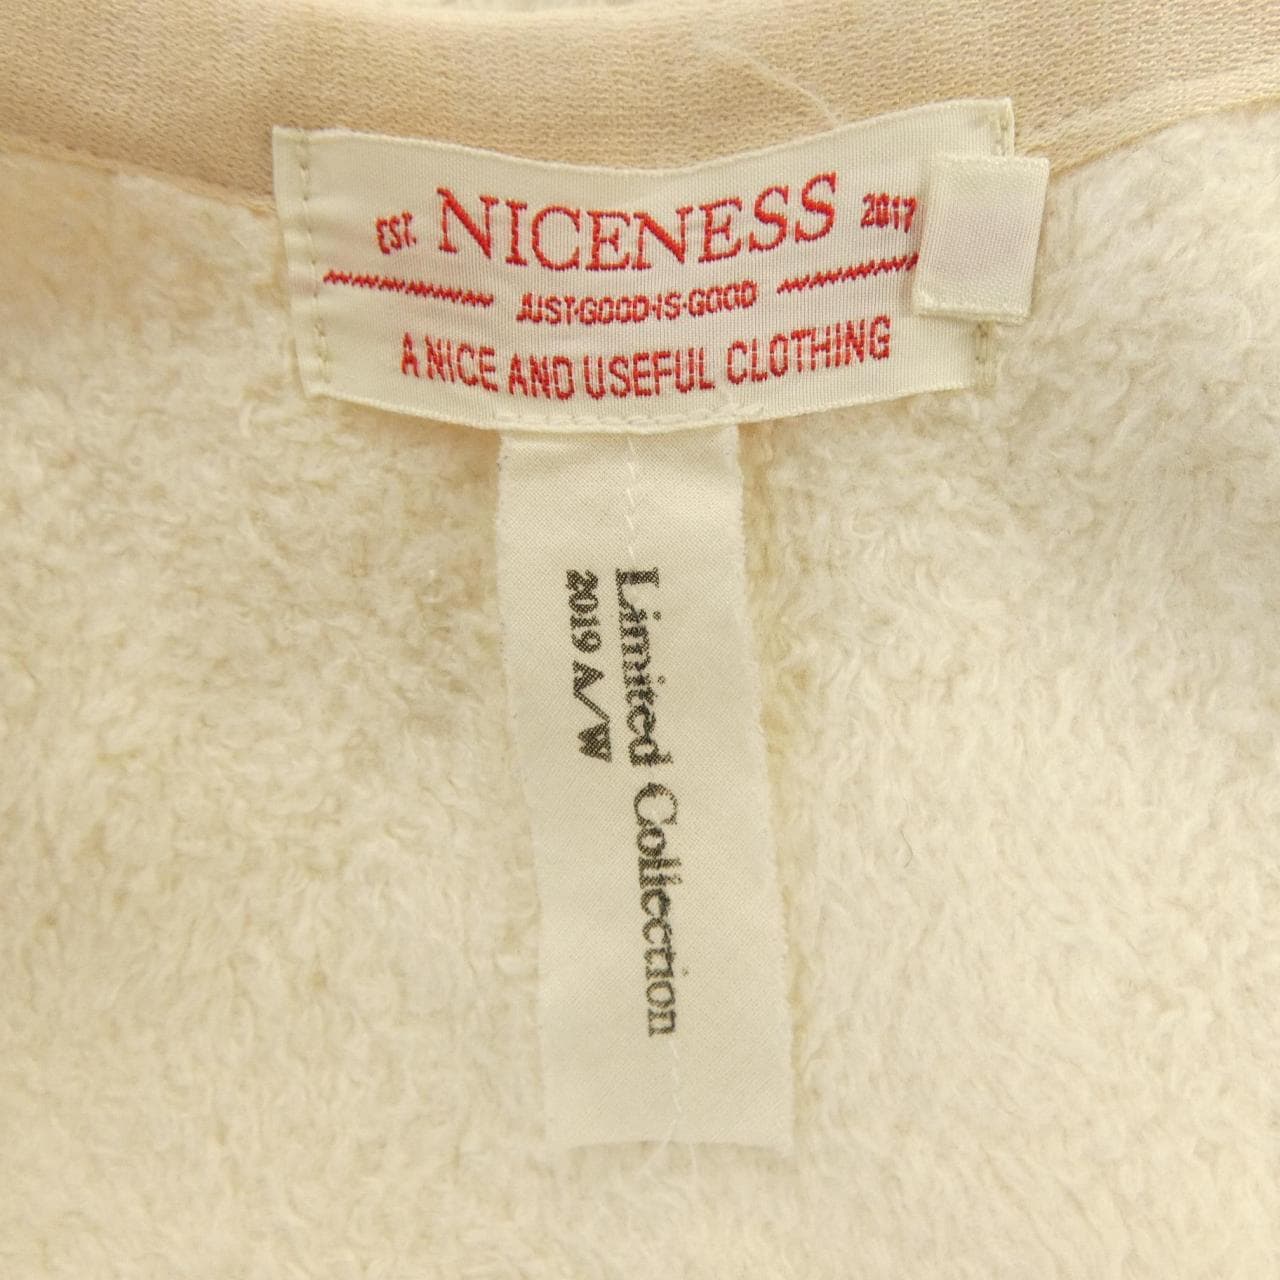 EST. NICENESS 2017
JUST·GOOD·IS·GOOD
A NICE AND USEFUL CLOTHING
Limited Collection
2019 A/W